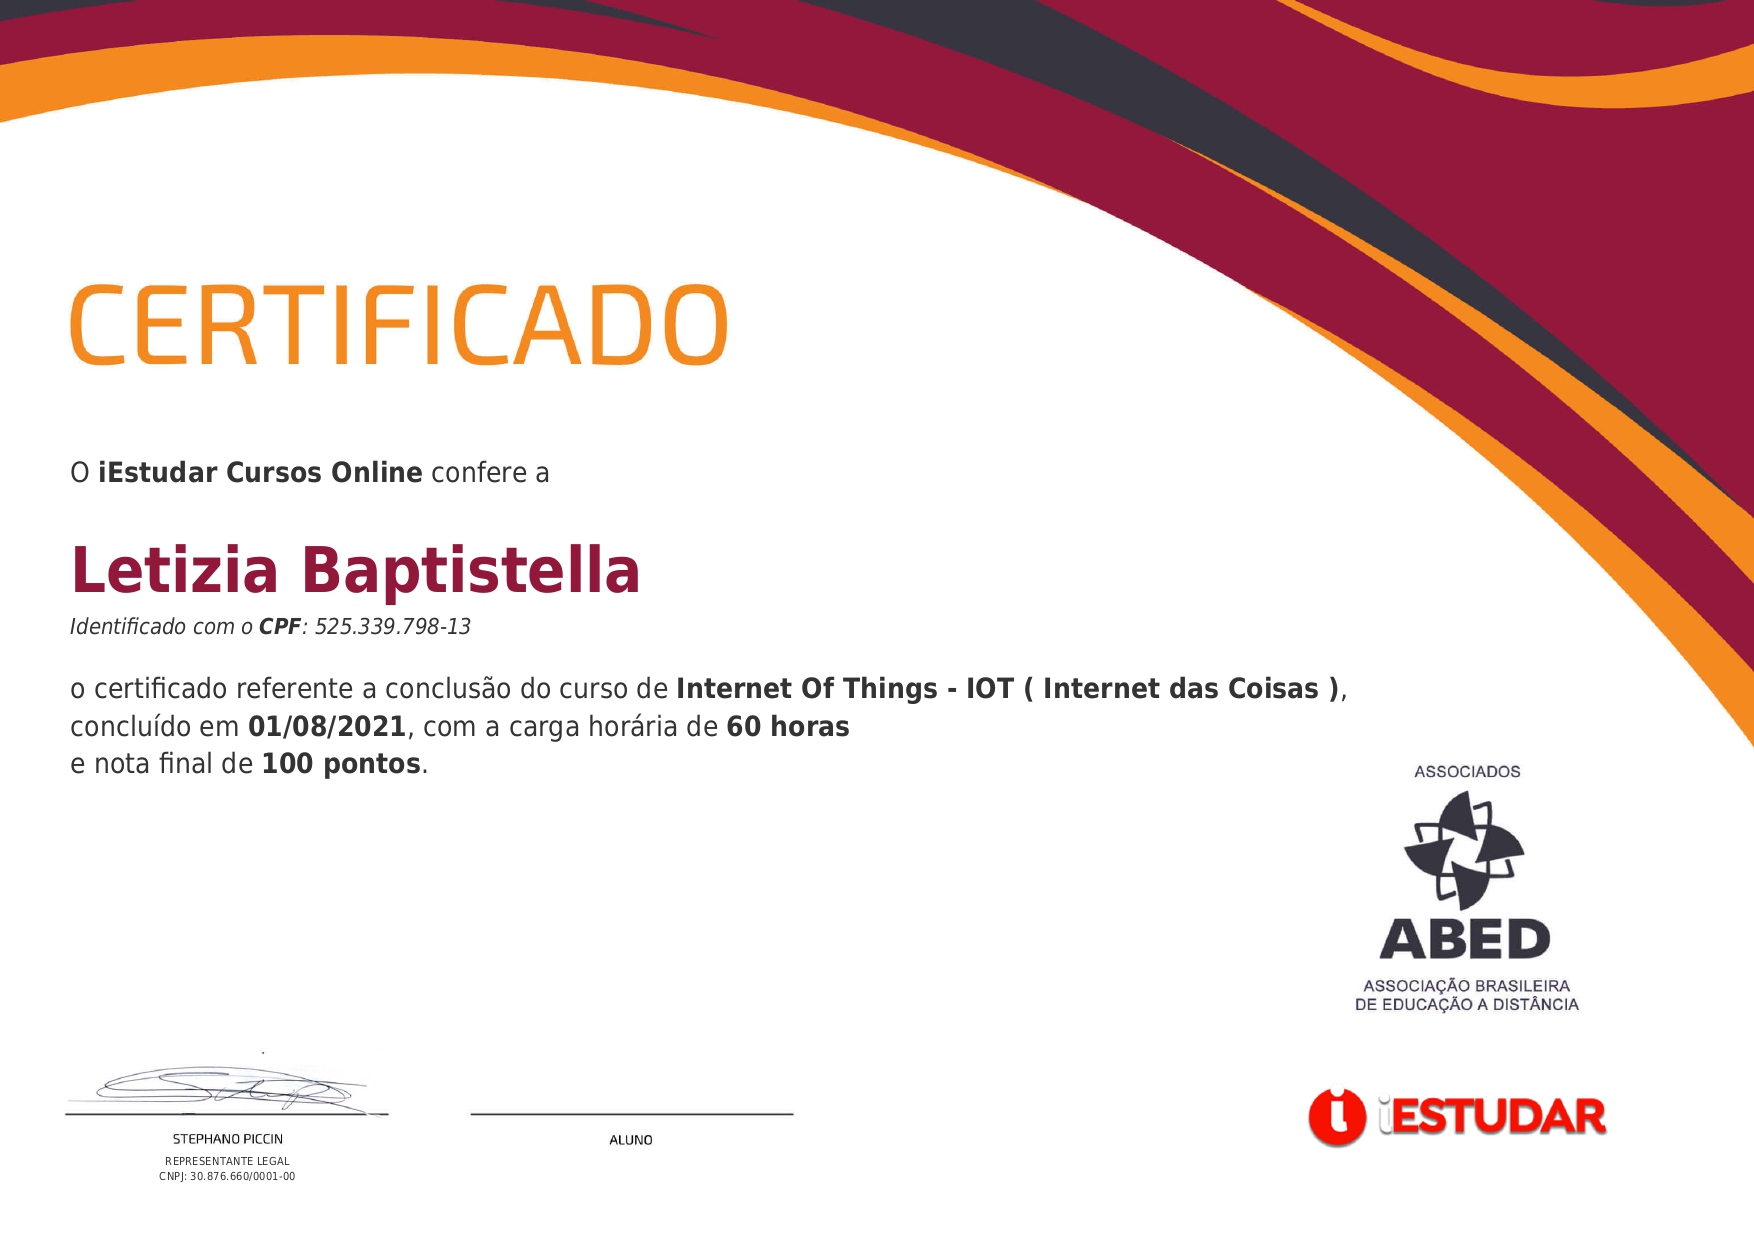 CERTIFICADO
O iEstudar Cursos Online confere a
Letizia Baptistella
Identificado com o CPF: 525.339.798-13
o certificado referente a conclusão do curso de Internet Of Things - IOT ( Internet das Coisas ),
concluído em 01/08/2021, com a carga horária de 60 horas
e nota final de 100 pontos.
ASSOCIADOS
ABED
ASSOCIAÇÃO BRASILEIRA
DE EDUCAÇÃO A DISTÂNCIA
STEPHANO PICCIN
REPRESENTANTE LEGAL
CNPJ: 30.876.660/0001-00
ALUNO
iESTUDAR